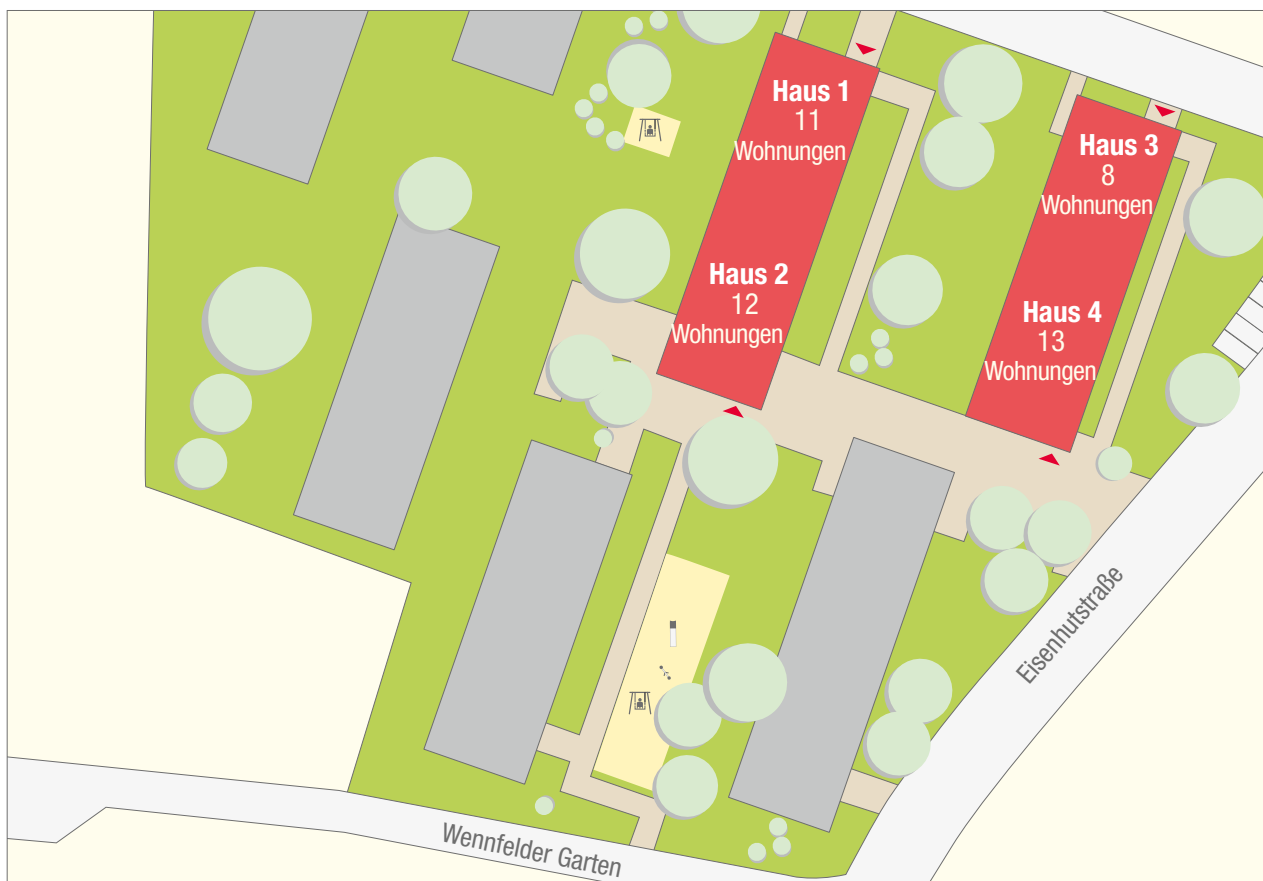 Haus 1
11
Wohnungen
Haus 2
12
Wohnungen
Haus 3
8
Wohnungen
Haus 4
13
Wohnungen
Eisenhutstraße
Wennfelder Garten